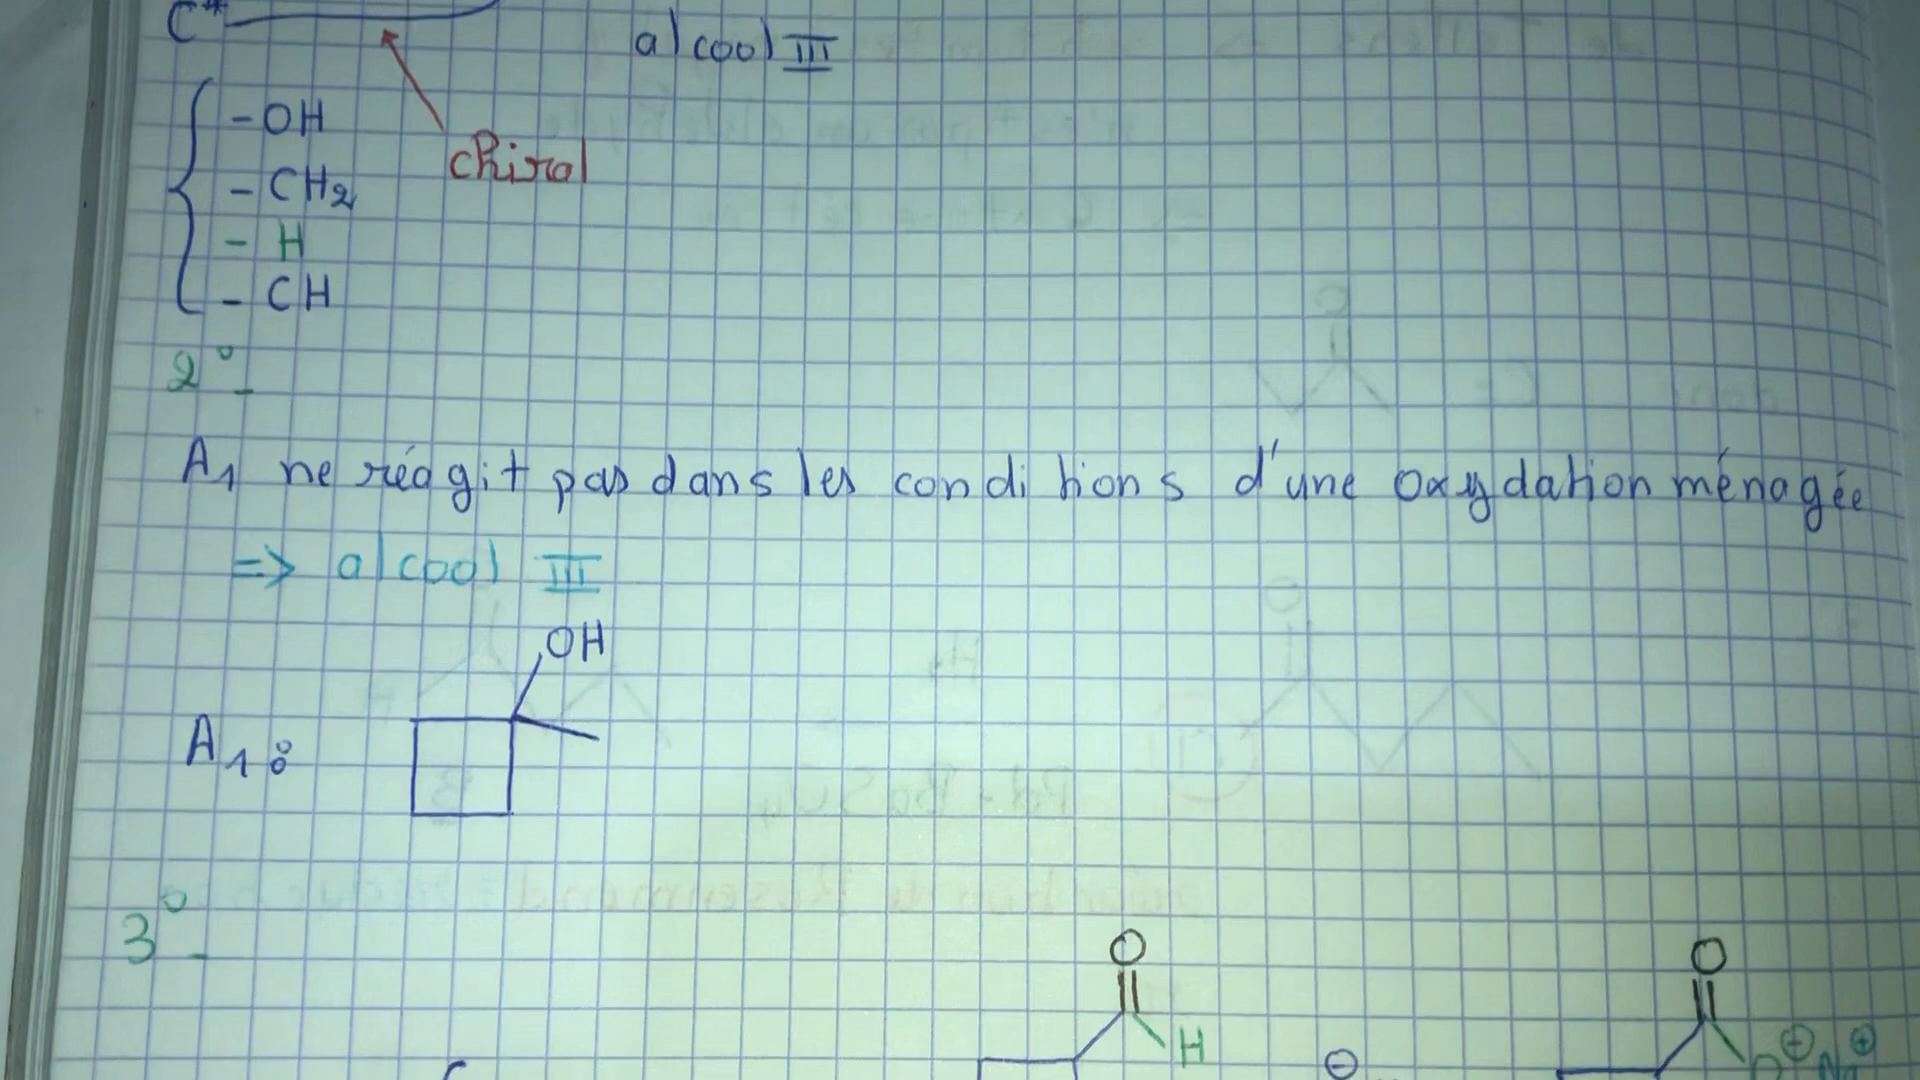 C*
alcool III
- OH
chiral
- CH2
- H
- CH
2°-
A1 ne réagit pas dans les conditions d'une oxydation ménagée
=> alcool III
OH
A1 :
3°-
O
O
H
⊖
O⊖ Na⊕